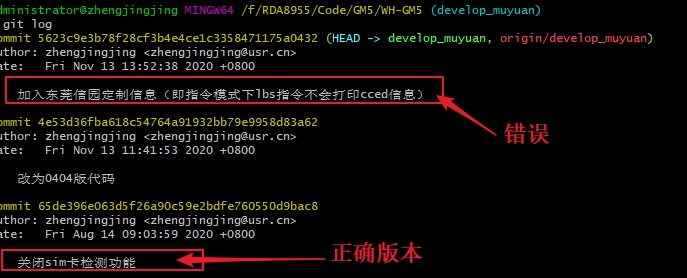 dministrator@zhengjingjing MINGW64 /f/RDA8955/Code/GM5/WH-GM5 (develop_muyuan)
git log
ommit 5623c9e3b78f28cf3b4e4ce1c3358471175a0432 (HEAD -> develop_muyuan, origin/develop_muyuan)
uthor: zhengjingjing <zhengjingjing@usr.cn>
ate: Fri Nov 13 13:52:38 2020 +0800
加入东莞信园定制信息（即指令模式下lbs指令不会打印cced信息）
错误
ommit 4e53d36fba618c54764a91932bb79e9958d83a62
uthor: zhengjingjing <zhengjingjing@usr.cn>
ate: Fri Nov 13 11:41:53 2020 +0800
改为0404版代码
ommit 65de396e063d5f26a90c59e2bdfe760550d9bac8
uthor: zhengjingjing <zhengjingjing@usr.cn>
ate: Fri Aug 14 09:03:59 2020 +0800
正确版本
关闭sim卡检测功能